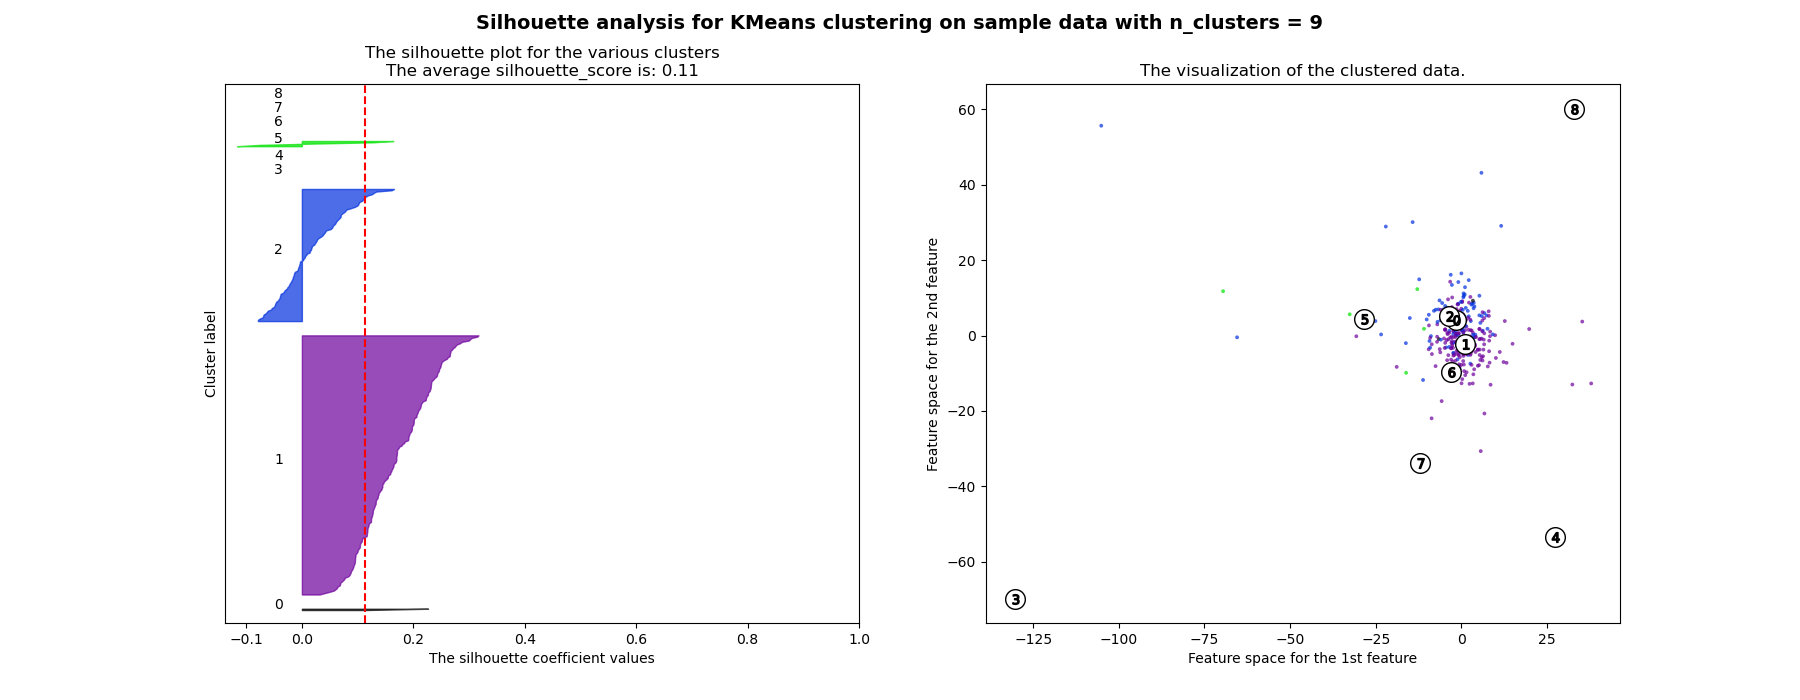 Silhouette analysis for KMeans clustering on sample data with n_clusters = 9
The silhouette plot for the various clusters
The average silhouette_score is: 0.11
8
7
6
5
4
3
2
1
0
Cluster label
−0.1 0.0 0.2 0.4 0.6 0.8 1.0
The silhouette coefficient values
The visualization of the clustered data.
60
40
20
0
−20
−40
−60
Feature space for the 2nd feature
8
5
2
0
1
6
7
4
3
−125 −100 −75 −50 −25 0 25
Feature space for the 1st feature